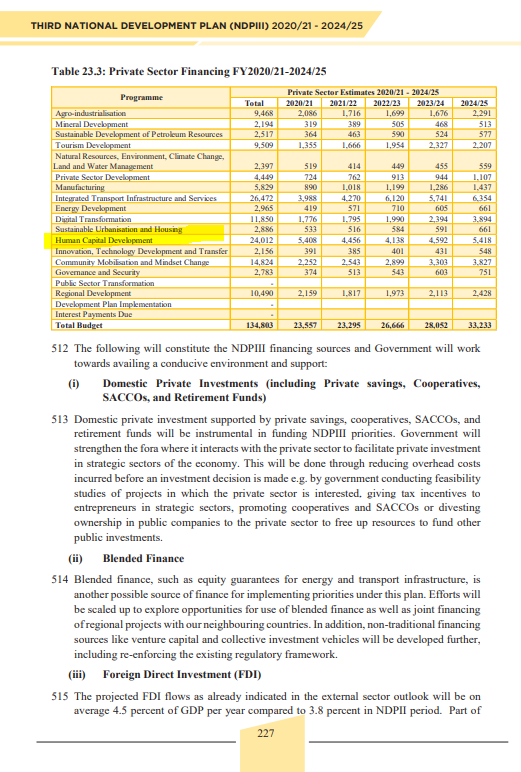 THIRD NATIONAL DEVELOPMENT PLAN (NDPIII) 2020/21 - 2024/25
Table 23.3: Private Sector Financing FY2020/21-2024/25
Programme Private Sector Estimates 2020/21 - 2024/25
Total 2020/21 2021/22 2022/23 2023/24 2024/25
Agro-industrialisation 9,468 2,086 1,716 1,699 1,676 2,291
Mineral Development 2,194 319 389 505 468 513
Sustainable Development of Petroleum Resources 2,517 364 463 590 524 577
Tourism Development 9,509 1,355 1,666 1,954 2,327 2,207
Natural Resources, Environment, Climate Change,
Land and Water Management 2,397 519 414 449 455 559
Private Sector Development 4,449 724 762 913 944 1,107
Manufacturing 5,829 890 1,018 1,199 1,286 1,437
Integrated Transport Infrastructure and Services 26,472 3,988 4,270 6,120 5,741 6,354
Energy Development 2,965 419 571 710 605 661
Digital Transformation 11,850 1,776 1,795 1,990 2,394 3,894
Sustainable Urbanisation and Housing 2,886 533 516 584 591 661
Human Capital Development 24,012 5,408 4,456 4,138 4,592 5,418
Innovation, Technology Development and Transfer 2,156 391 385 401 431 548
Community Mobilisation and Mindset Change 14,824 2,252 2,543 2,899 3,303 3,827
Governance and Security 2,783 374 513 543 603 751
Public Sector Transformation -
Regional Development 10,490 2,159 1,817 1,973 2,113 2,428
Development Plan Implementation -
Interest Payments Due -
Total Budget 134,803 23,557 23,295 26,666 28,052 33,233
512 The following will constitute the NDPIII financing sources and Government will work
towards availing a conducive environment and support:
(i) Domestic Private Investments (including Private savings, Cooperatives,
SACCOs, and Retirement Funds)
513 Domestic private investment supported by private savings, cooperatives, SACCOs, and
retirement funds will be instrumental in funding NDPIII priorities. Government will
strengthen the fora where it interacts with the private sector to facilitate private investment
in strategic sectors of the economy. This will be done through reducing overhead costs
incurred before an investment decision is made e.g. by government conducting feasibility
studies of projects in which the private sector is interested, giving tax incentives to
entrepreneurs in strategic sectors, promoting cooperatives and SACCOs or divesting
ownership in public companies to the private sector to free up resources to fund other
public investments.
(ii) Blended Finance
514 Blended finance, such as equity guarantees for energy and transport infrastructure, is
another possible source of finance for implementing priorities under this plan. Efforts will
be scaled up to explore opportunities for use of blended finance as well as joint financing
of regional projects with our neighbouring countries. In addition, non-traditional financing
sources like venture capital and collective investment vehicles will be developed further,
including re-enforcing the existing regulatory framework.
(iii) Foreign Direct Investment (FDI)
515 The projected FDI flows as already indicated in the external sector outlook will be on
average 4.5 percent of GDP per year compared to 3.8 percent in NDPII period. Part of
227